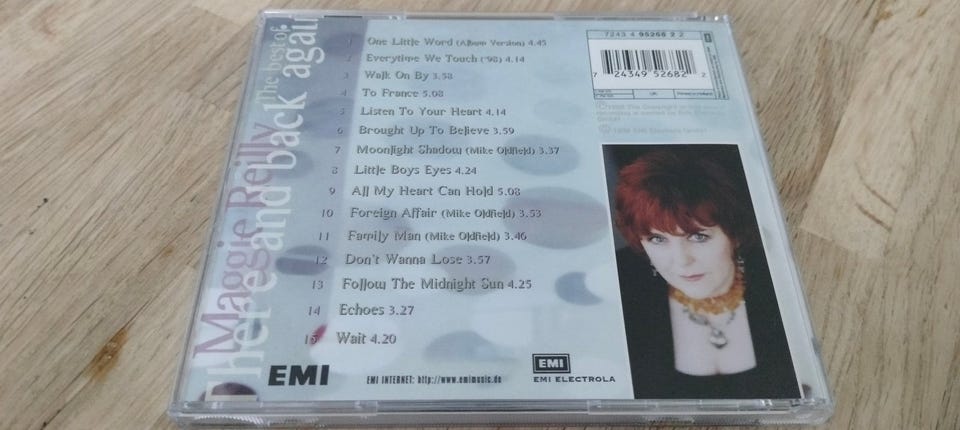 Maggie Reilly
The best of
There and back again
1 One Little Word (Album Version) 4.45
2 Everytime We Touch ('98) 4.14
3 Walk On By 3.58
4 To France 5.08
5 Listen To Your Heart 4.14
6 Brought Up To Believe 3.59
7 Moonlight Shadow (Mike Oldfield) 3.37
8 Little Boys Eyes 4.24
9 All My Heart Can Hold 5.08
10 Foreign Affair (Mike Oldfield) 3.53
11 Family Man (Mike Oldfield) 3.46
12 Don't Wanna Lose 3.57
13 Follow The Midnight Sun 4.25
14 Echoes 3.27
15 Wait 4.20
EMI
EMI INTERNET: http://www.emimusic.de
EMI
EMI ELECTROLA
7243 4 95266 2 2
7 24349 52682 2